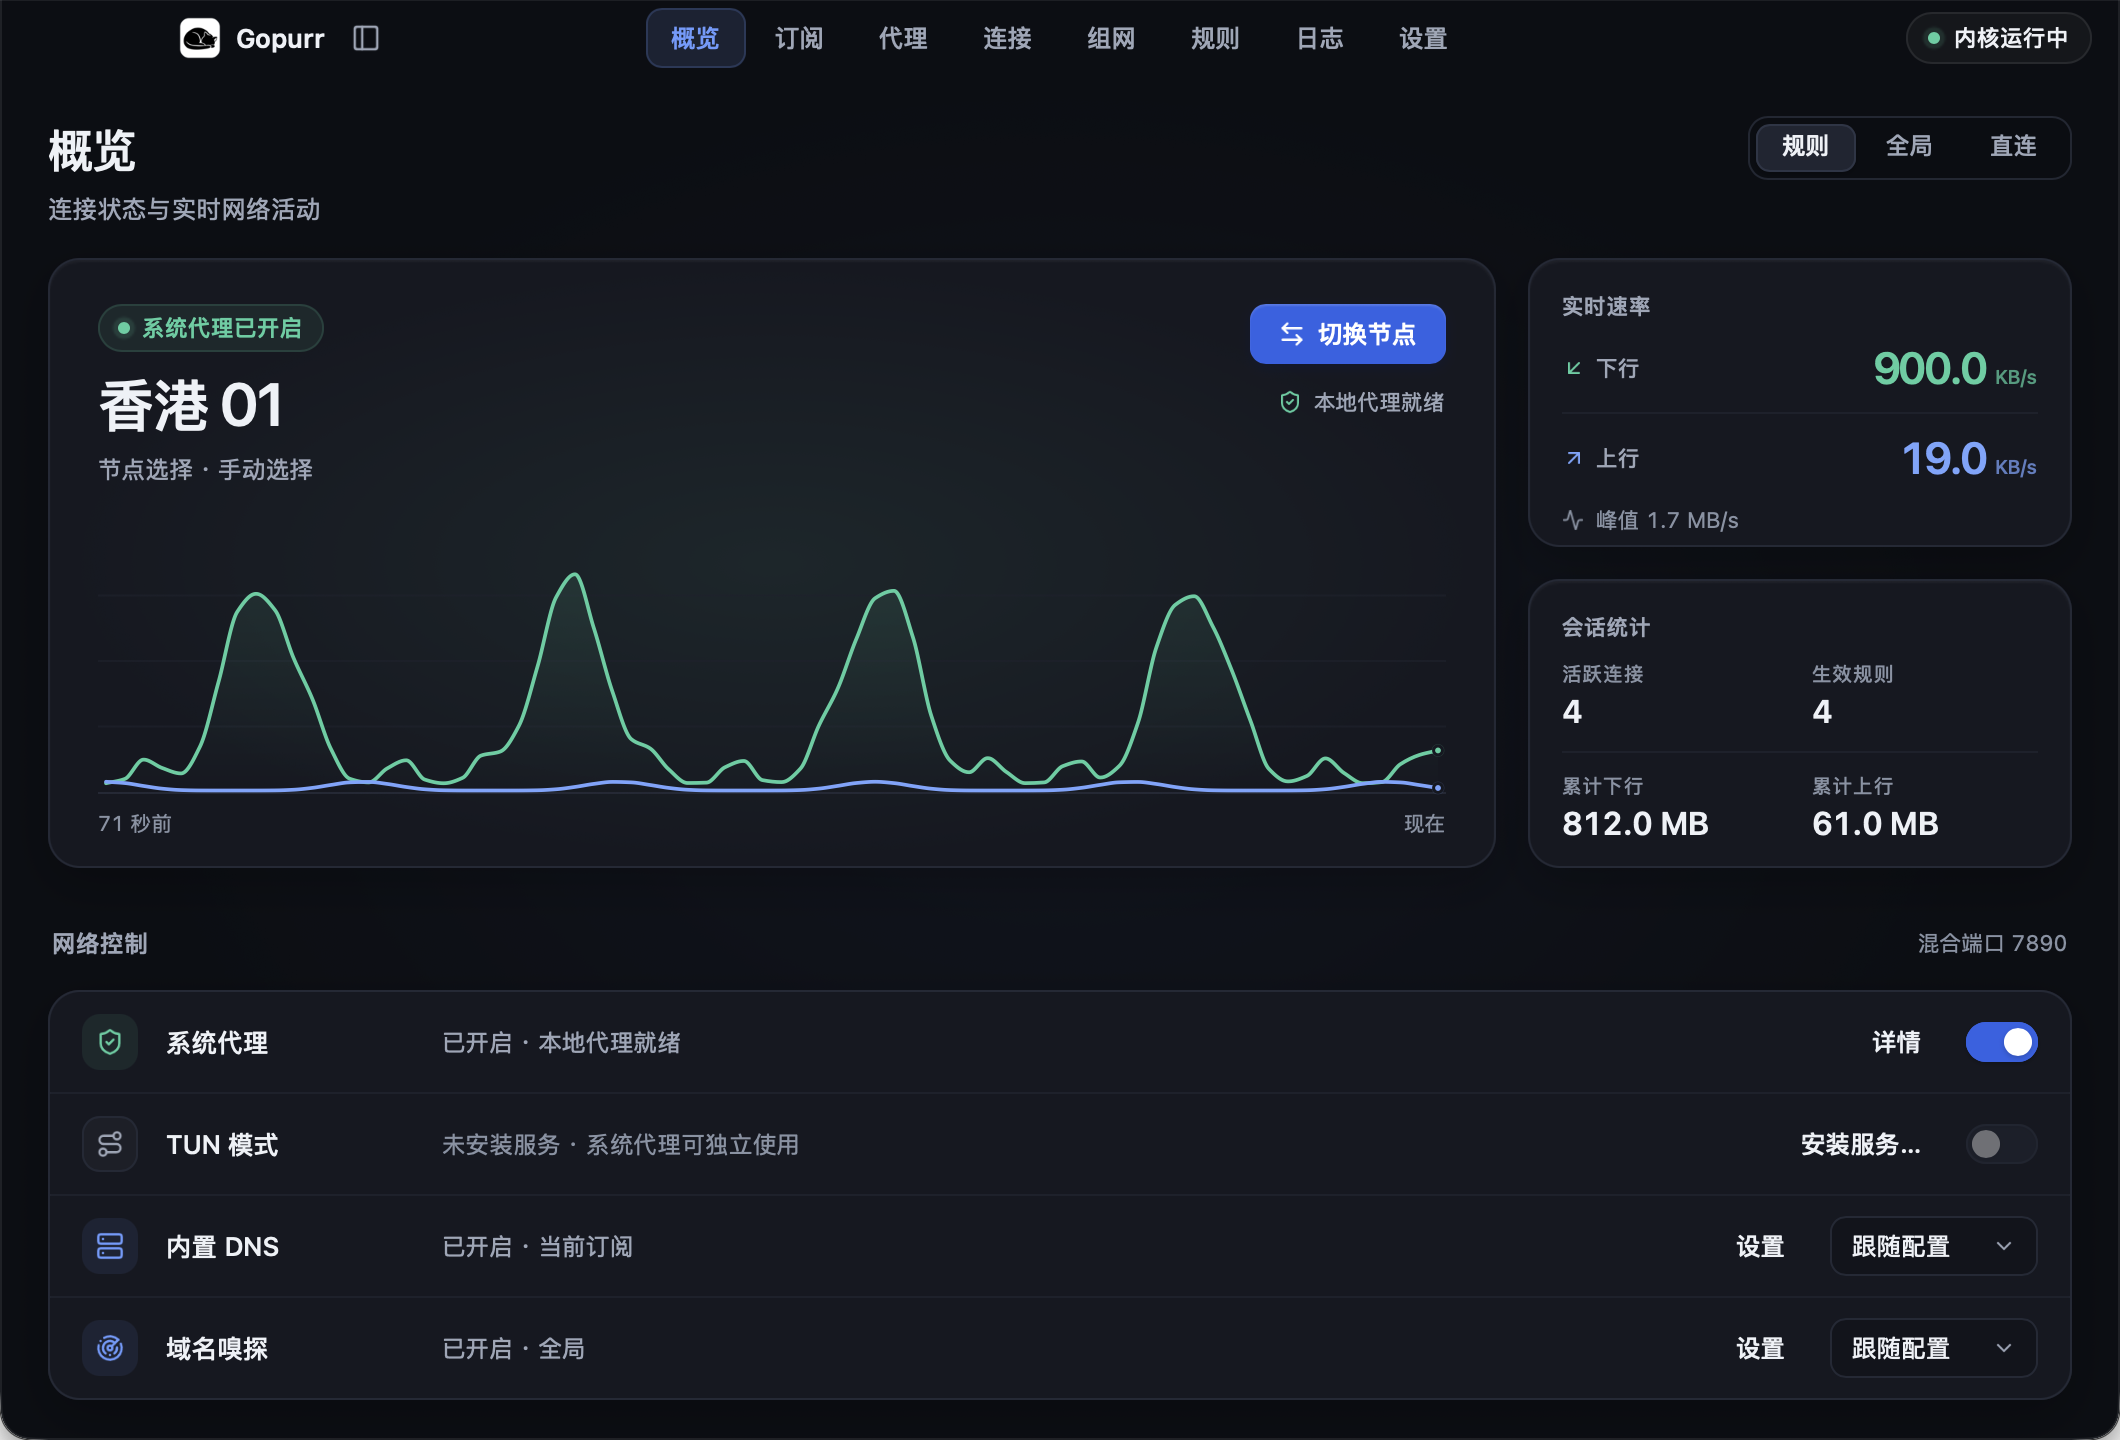 Gopurr
概览 订阅 代理 连接 组网 规则 日志 设置
内核运行中
概览
规则 全局 直连
连接状态与实时网络活动
系统代理已开启
切换节点
香港 01
本地代理就绪
节点选择 · 手动选择
71 秒前
现在
实时速率
下行 900.0 KB/s
上行 19.0 KB/s
峰值 1.7 MB/s
会话统计
活跃连接 生效规则
4 4
累计下行 累计上行
812.0 MB 61.0 MB
网络控制
混合端口 7890
系统代理 已开启 · 本地代理就绪 详情
TUN 模式 未安装服务 · 系统代理可独立使用 安装服务...
内置 DNS 已开启 · 当前订阅 设置 跟随配置
域名嗅探 已开启 · 全局 设置 跟随配置